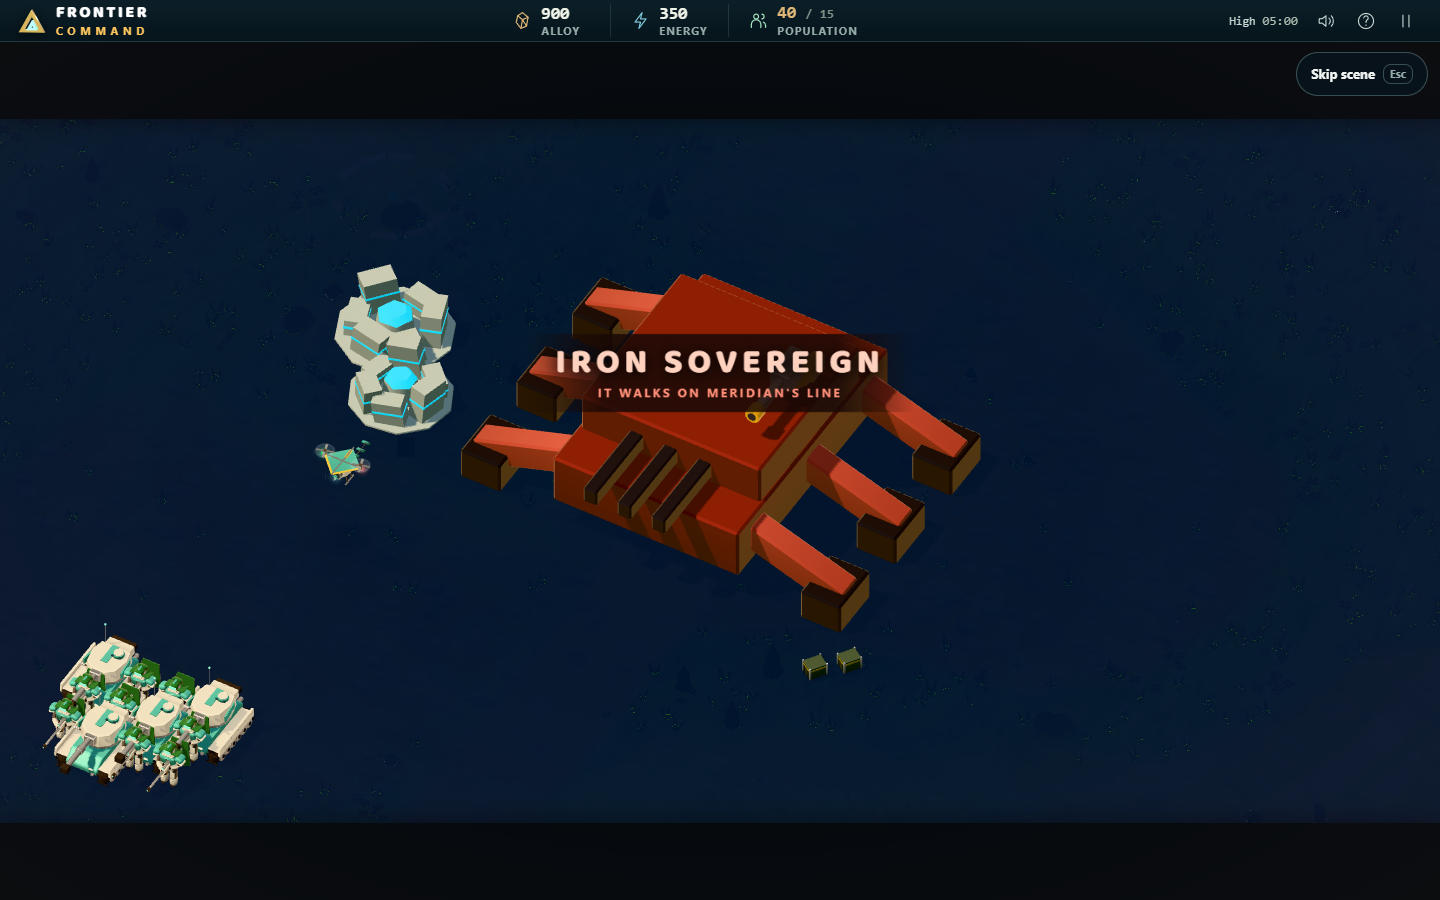 FRONTIER
COMMAND
900
ALLOY
350
ENERGY
40 / 15
POPULATION
High 05:00
Skip scene Esc
IRON SOVEREIGN
IT WALKS ON MERIDIAN'S LINE